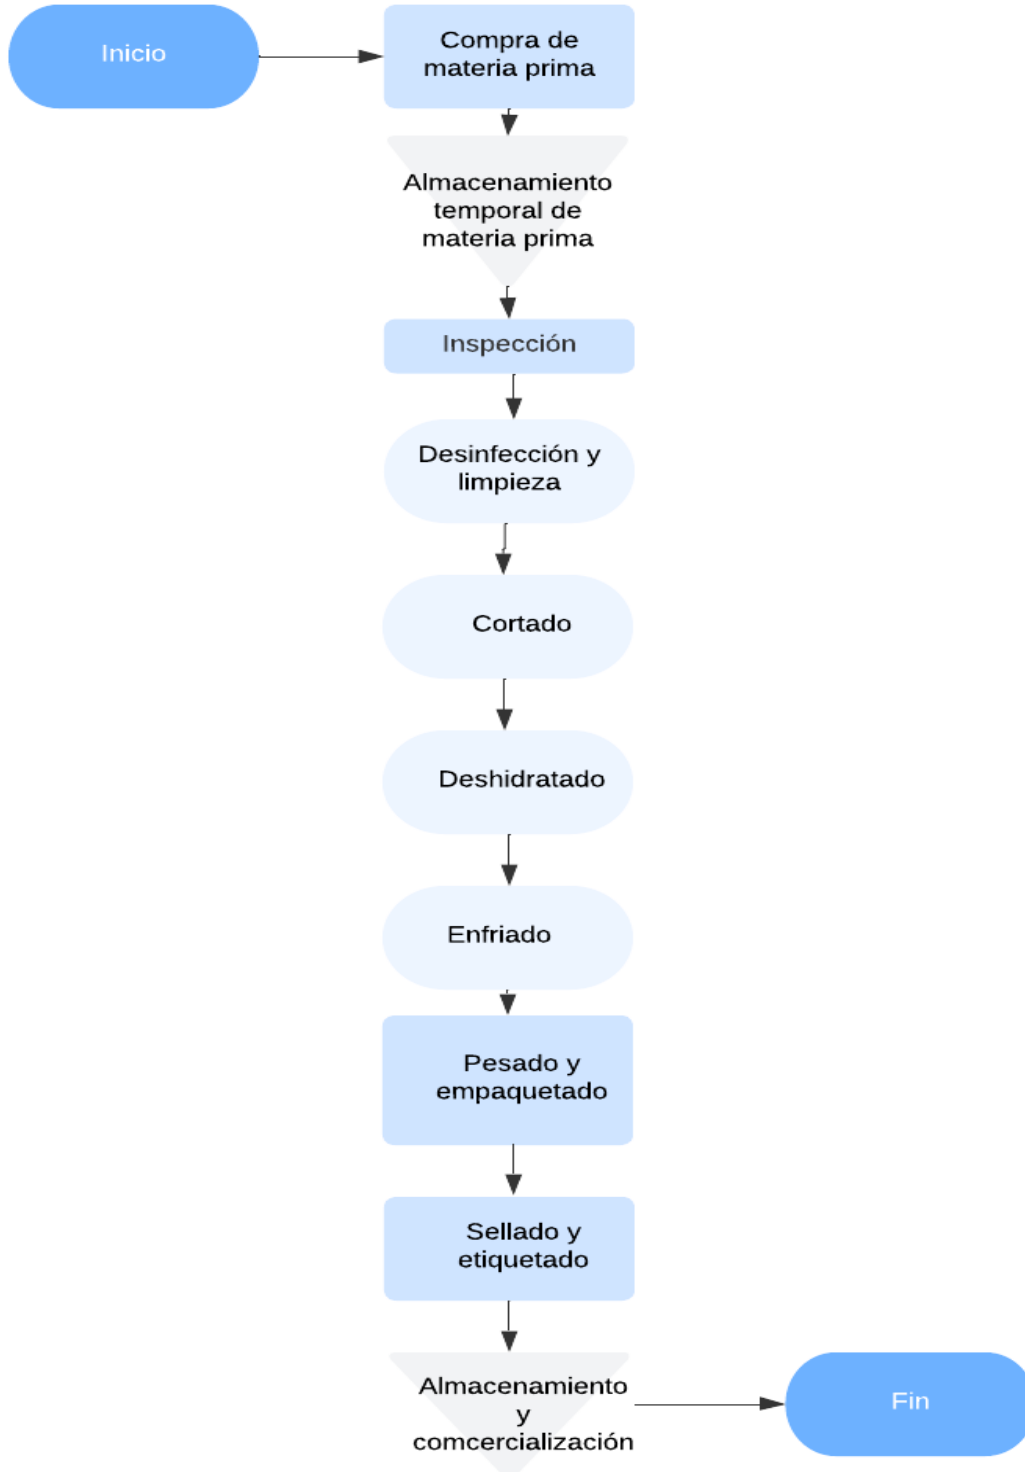 Inicio
Compra de
materia prima
Almacenamiento
temporal de
materia prima
Inspección
Desinfección y
limpieza
Cortado
Deshidratado
Enfriado
Pesado y
empaquetado
Sellado y
etiquetado
Almacenamiento
y
comcercialización
Fin